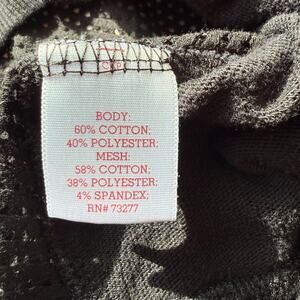 BODY:
60% COTTON;
40% POLYESTER;
MESH:
58% COTTON;
38% POLYESTER;
4% SPANDEX;
RN# 73277